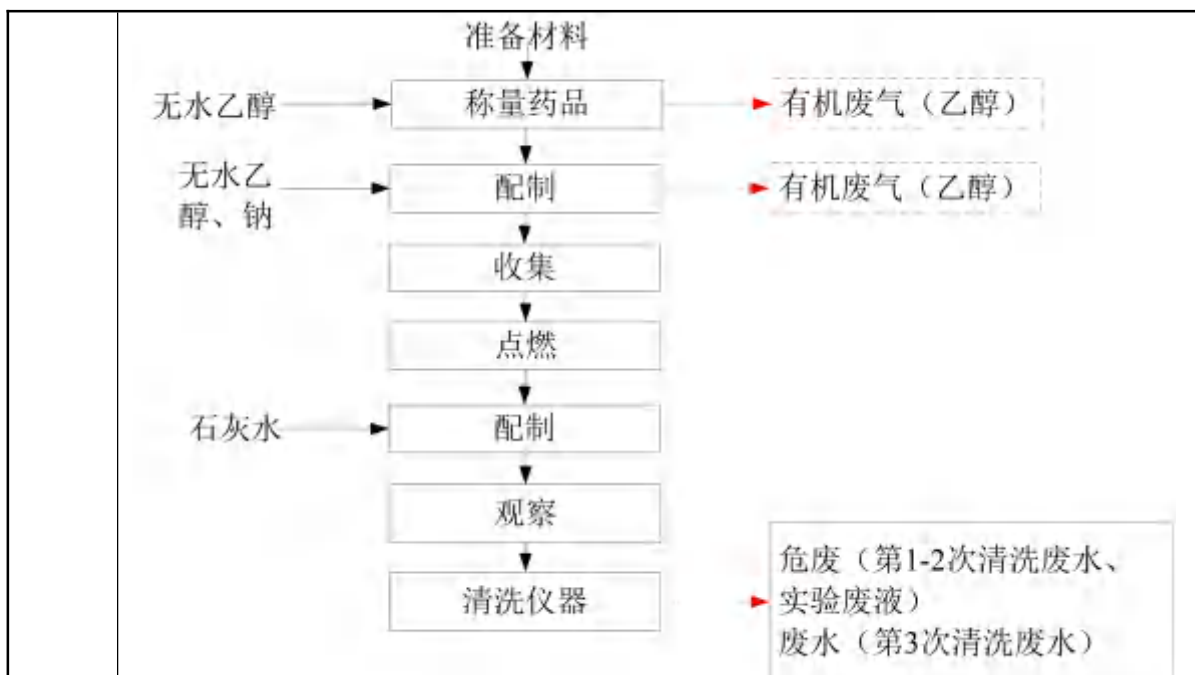 准备材料
无水乙醇
称量药品
有机废气（乙醇）
无水乙
醇、钠
配制
有机废气（乙醇）
收集
点燃
石灰水
配制
观察
清洗仪器
危废（第1-2次清洗废水、
实验废液）
废水（第3次清洗废水）